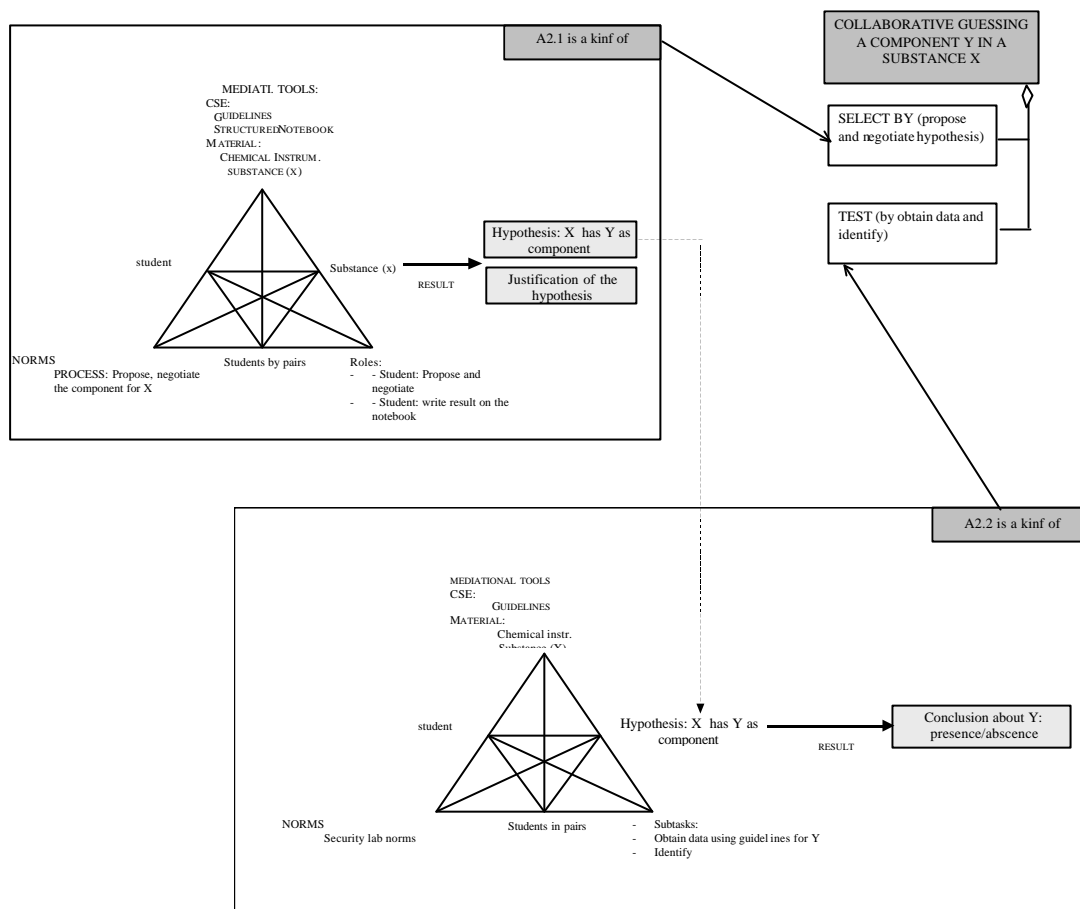 A2.1 is a kinf of
COLLABORATIVE GUESSING
A COMPONENT Y IN A
SUBSTANCE X
MEDIATI. TOOLS:
CSE:
GUIDELINES
STRUCTUREDNOTEBOOK
MATERIAL:
CHEMICAL INSTRUM.
SUBSTANCE (X)
SELECT BY (propose
and negotiate hypothesis)
TEST (by obtain data and
identify)
student
Substance (x)
RESULT
Hypothesis: X has Y as
component
Justification of the
hypothesis
NORMS
PROCESS: Propose, negotiate
the component for X
Students by pairs
Roles:
- - Student: Propose and
negotiate
- - Student: write result on the
notebook
A2.2 is a kinf of
MEDIATIONAL TOOLS
CSE:
GUIDELINES
MATERIAL:
Chemical instr.
Substance (X)
student
Hypothesis: X has Y as
component
RESULT
Conclusion about Y:
presence/abscence
NORMS
Security lab norms
Students in pairs
- Subtasks:
- Obtain data using guidelines for Y
- Identify